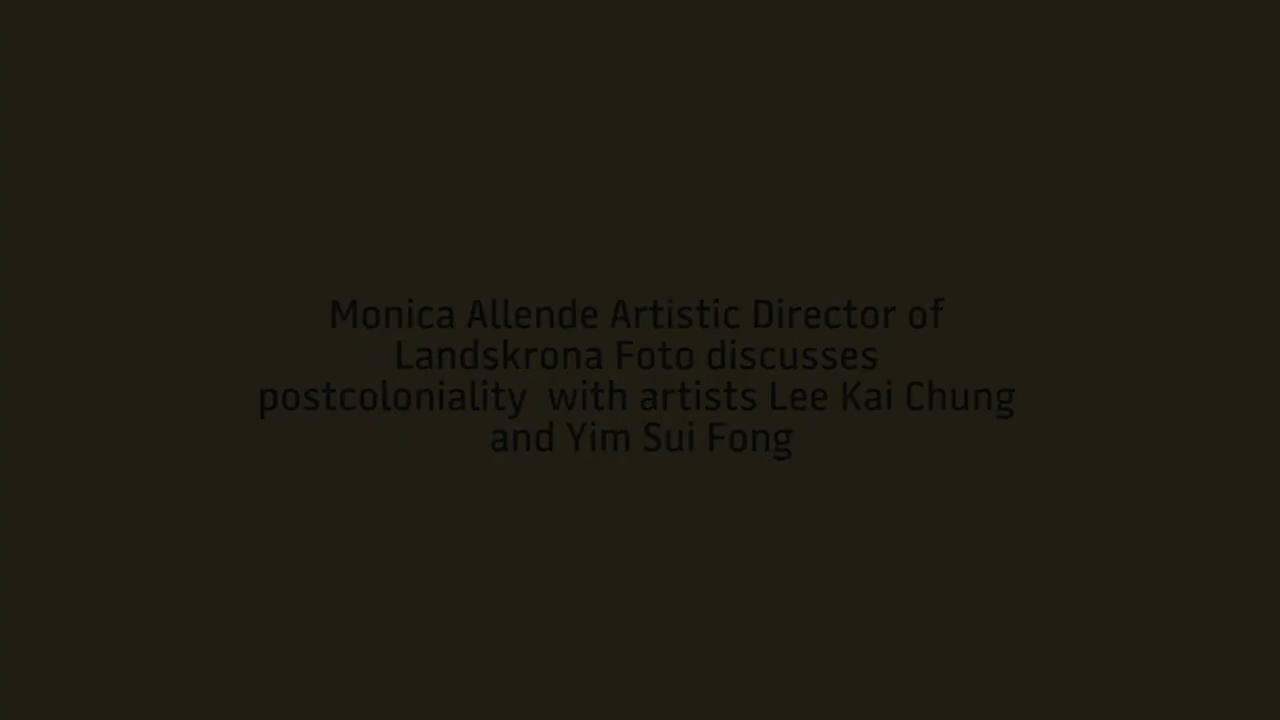 Monica Allende Artistic Director of
Landskrona Foto discusses
postcoloniality  with artists Lee Kai Chung
and Yim Sui Fong